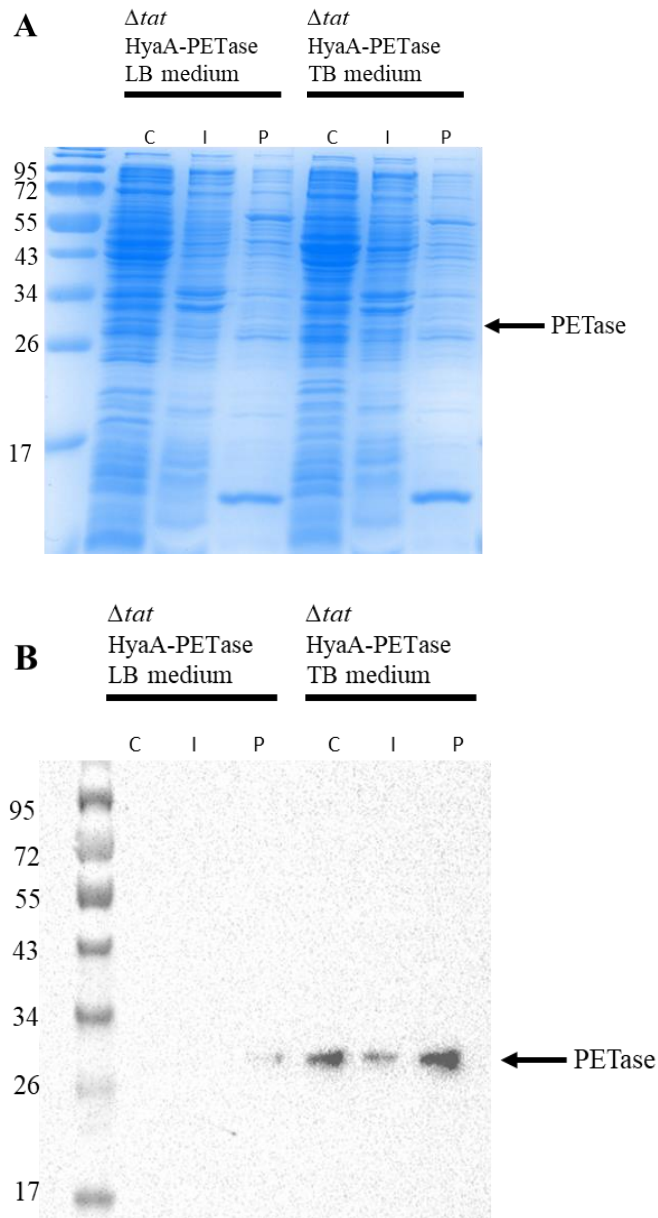 A
Δtat
HyaA-PETase
LB medium
Δtat
HyaA-PETase
TB medium
C I P C I P
95
72
55
43
34
26
17
PETase
B
Δtat
HyaA-PETase
LB medium
Δtat
HyaA-PETase
TB medium
C I P C I P
95
72
55
43
34
26
17
PETase